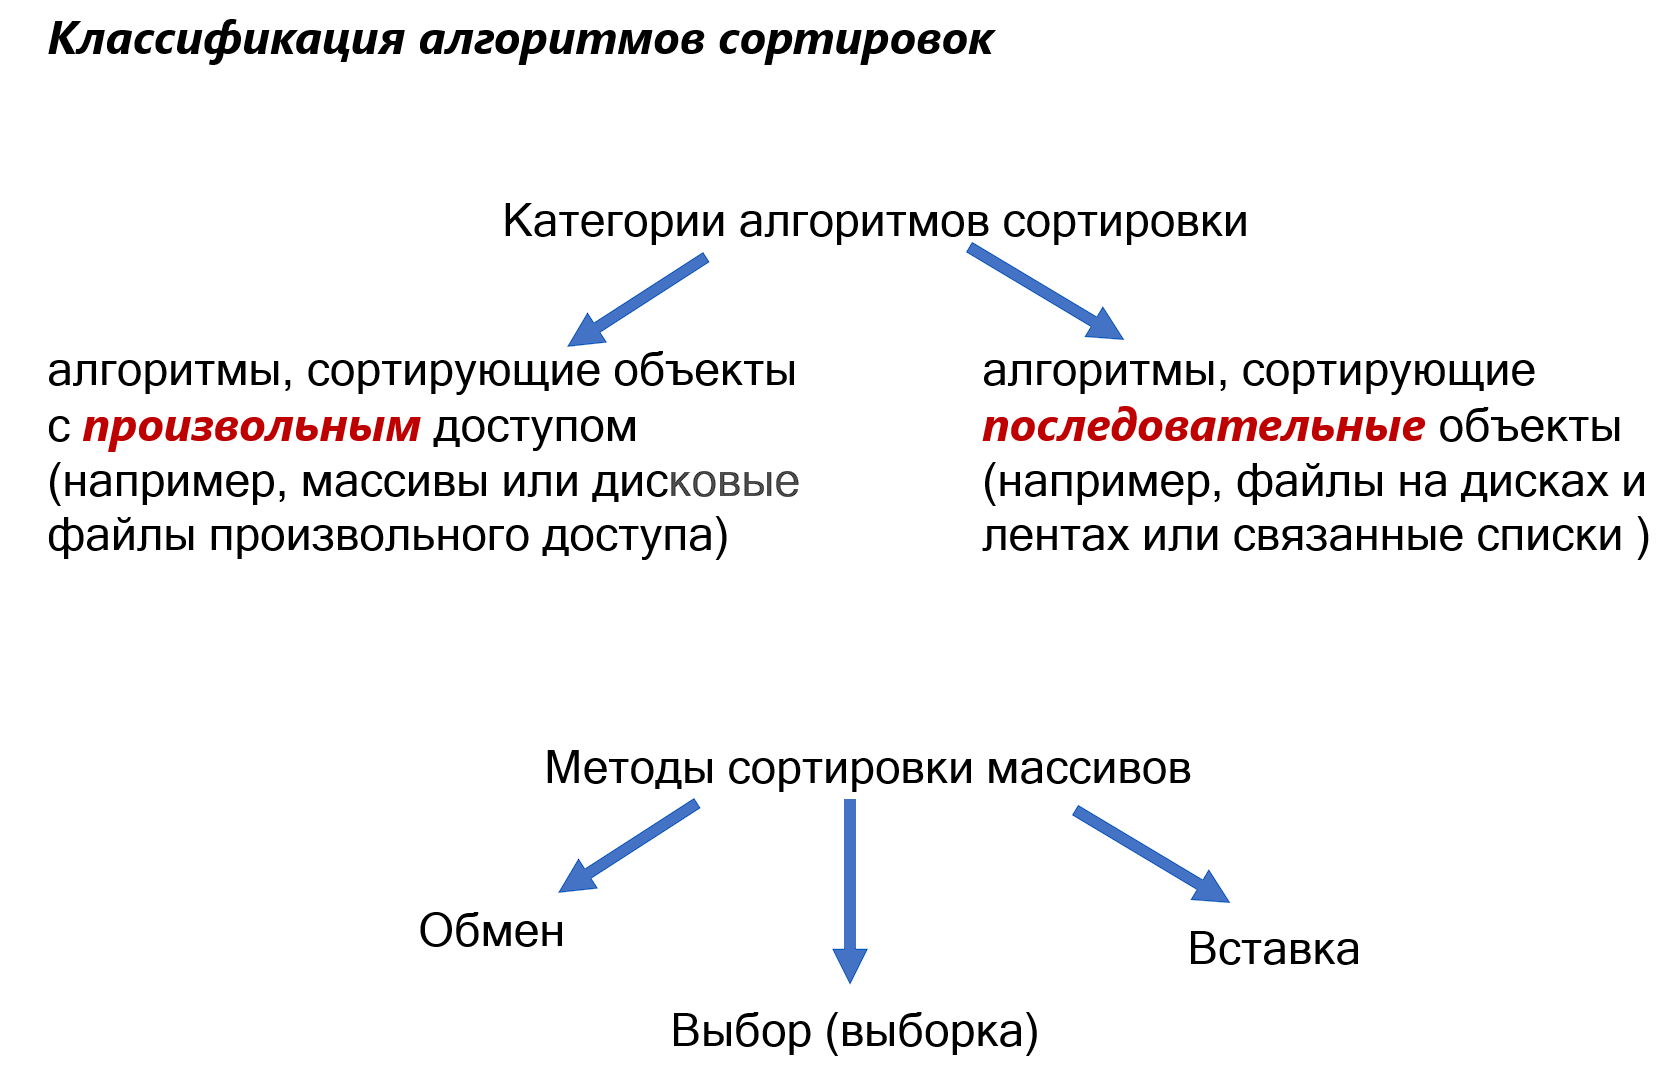 Классификация алгоритмов сортировок
Категории алгоритмов сортировки
алгоритмы, сортирующие объекты
с произвольным доступом
(например, массивы или дисковые
файлы произвольного доступа)
алгоритмы, сортирующие
последовательные объекты
(например, файлы на дисках и
лентах или связанные списки )
Методы сортировки массивов
Обмен
Вставка
Выбор (выборка)